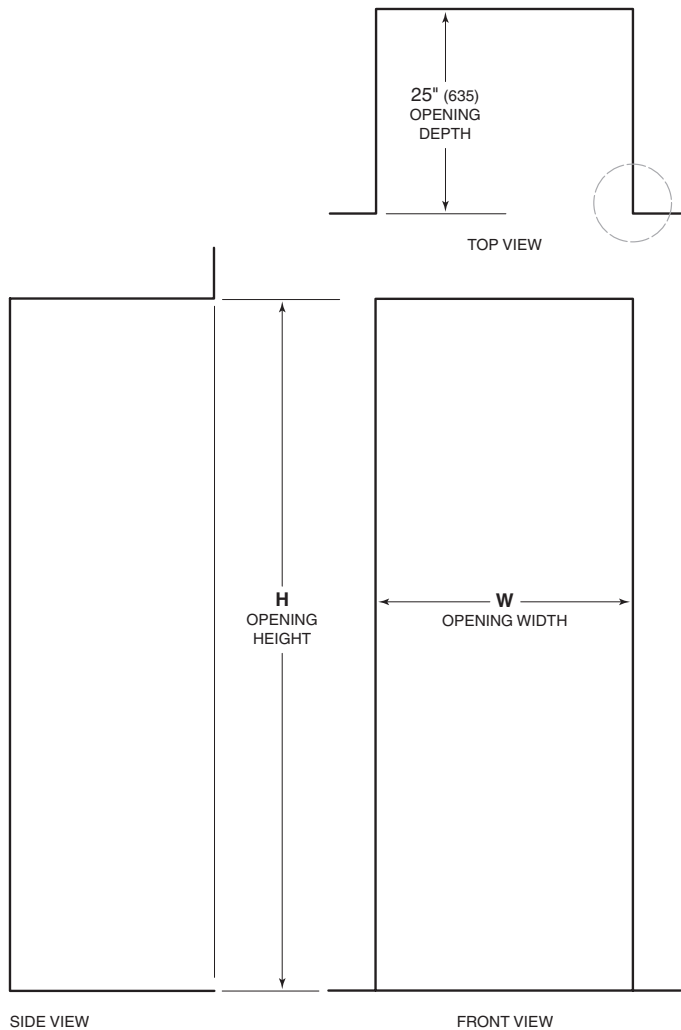 25" (635)
OPENING
DEPTH
TOP VIEW
H
OPENING
HEIGHT
W
OPENING WIDTH
SIDE VIEW
FRONT VIEW